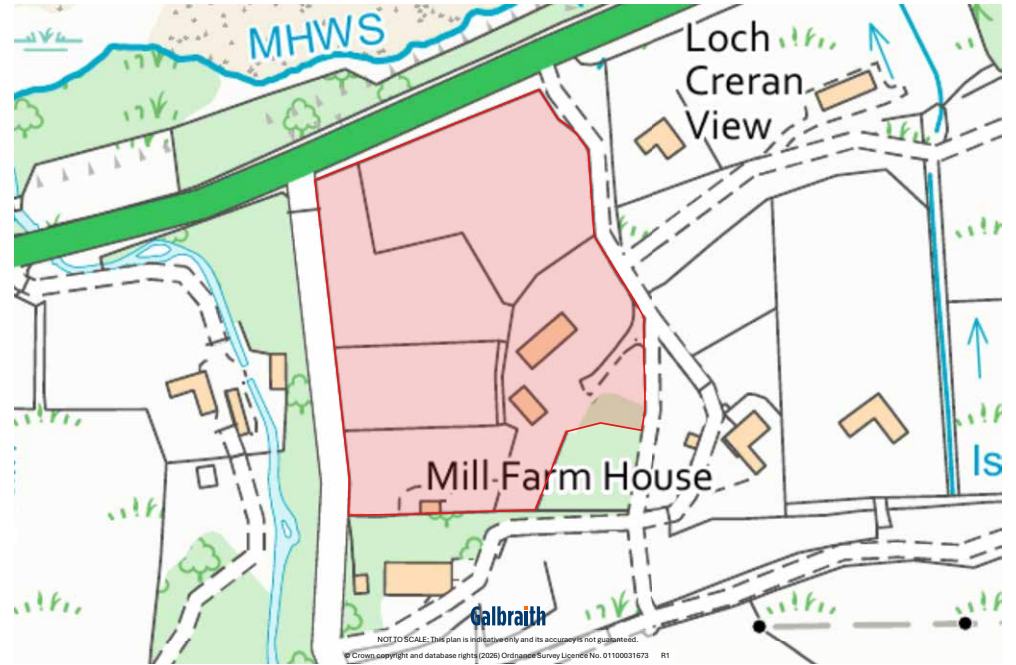 MHWS
Loch
Creran
View
Mill Farm House
Is
Galbraith
NOT TO SCALE: This plan is indicative only and its accuracy is not guaranteed.
© Crown copyright and database rights (2026) Ordnance Survey Licence No. 01100031673 R1